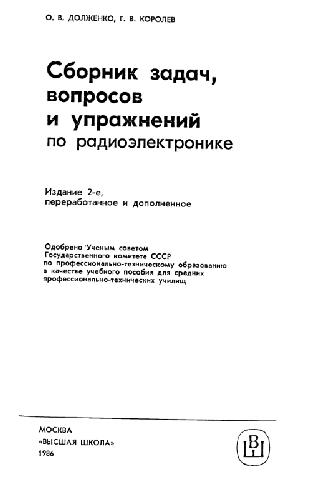 О. В. ДОЛЖЕНКО, Г. В. КОРОЛЕВ
Сборник задач,
вопросов
и упражнений
по радиоэлектронике
Издание 2-е,
переработанное и дополненное
Одобрено Ученым советом
Государственного комитета СССР
по профессионально-техническому образованию
в качестве учебного пособия для средних
профессионально-технических училищ
МОСКВА
«ВЫСШАЯ ШКОЛА»
1986
ВШ